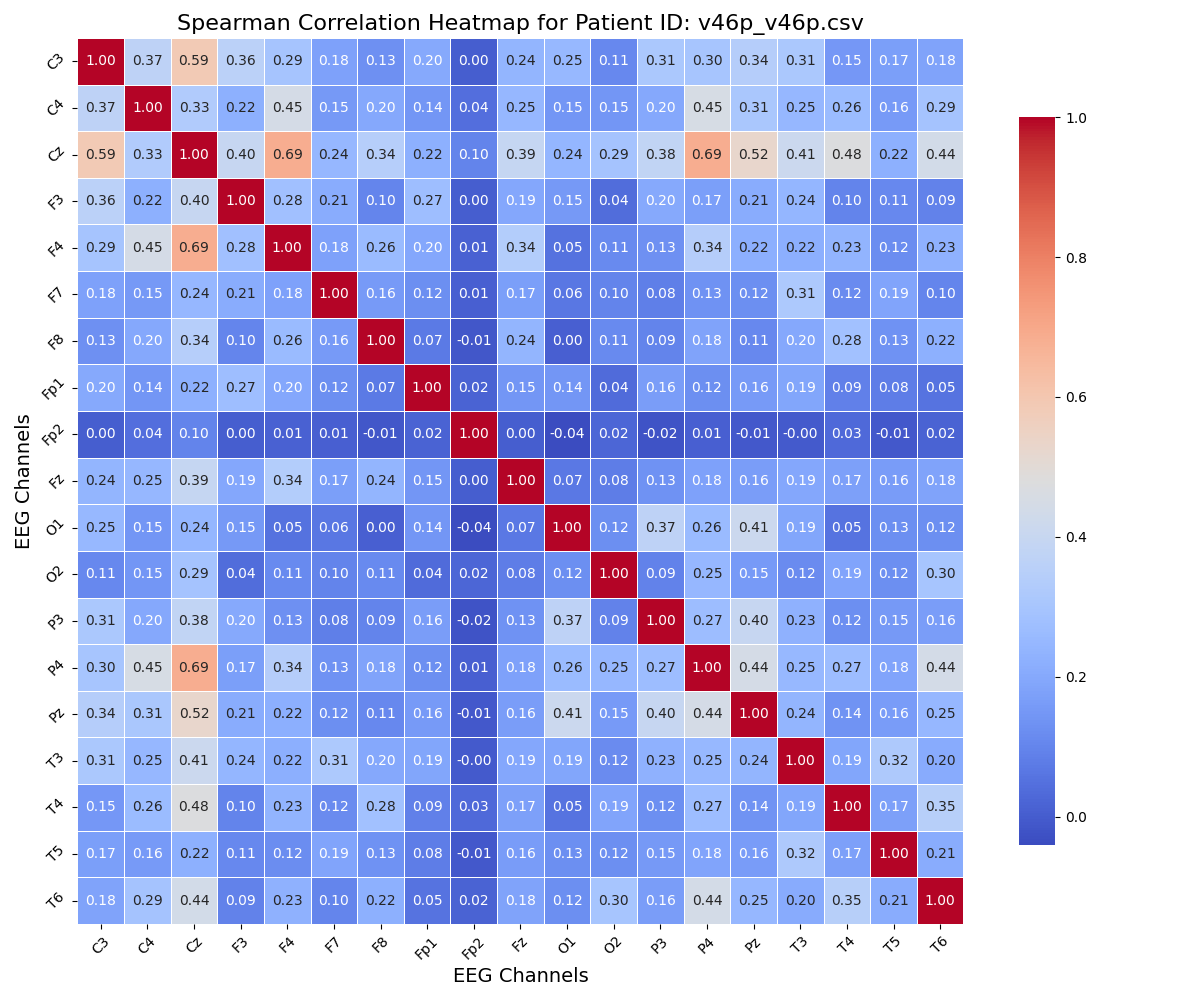 Spearman Correlation Heatmap for Patient ID: v46p_v46p.csv
C3 1.00 0.37 0.59 0.36 0.29 0.18 0.13 0.20 0.00 0.24 0.25 0.11 0.31 0.30 0.34 0.31 0.15 0.17 0.18
C4 0.37 1.00 0.33 0.22 0.45 0.15 0.20 0.14 0.04 0.25 0.15 0.15 0.20 0.45 0.31 0.25 0.26 0.16 0.29
Cz 0.59 0.33 1.00 0.40 0.69 0.24 0.34 0.22 0.10 0.39 0.24 0.29 0.38 0.69 0.52 0.41 0.48 0.22 0.44
F3 0.36 0.22 0.40 1.00 0.28 0.21 0.10 0.27 0.00 0.19 0.15 0.04 0.20 0.17 0.21 0.24 0.10 0.11 0.09
F4 0.29 0.45 0.69 0.28 1.00 0.18 0.26 0.20 0.01 0.34 0.05 0.11 0.13 0.34 0.22 0.22 0.23 0.12 0.23
F7 0.18 0.15 0.24 0.21 0.18 1.00 0.16 0.12 0.01 0.17 0.06 0.10 0.08 0.13 0.12 0.31 0.12 0.19 0.10
F8 0.13 0.20 0.34 0.10 0.26 0.16 1.00 0.07 -0.01 0.24 0.00 0.11 0.09 0.18 0.11 0.20 0.28 0.13 0.22
Fp1 0.20 0.14 0.22 0.27 0.20 0.12 0.07 1.00 0.02 0.15 0.14 0.04 0.16 0.12 0.16 0.19 0.09 0.08 0.05
Fp2 0.00 0.04 0.10 0.00 0.01 0.01 -0.01 0.02 1.00 0.00 -0.04 0.02 -0.02 0.01 -0.01 -0.00 0.03 -0.01 0.02
Fz 0.24 0.25 0.39 0.19 0.34 0.17 0.24 0.15 0.00 1.00 0.07 0.08 0.13 0.18 0.16 0.19 0.17 0.16 0.18
O1 0.25 0.15 0.24 0.15 0.05 0.06 0.00 0.14 -0.04 0.07 1.00 0.12 0.37 0.26 0.41 0.19 0.05 0.13 0.12
O2 0.11 0.15 0.29 0.04 0.11 0.10 0.11 0.04 0.02 0.08 0.12 1.00 0.09 0.25 0.15 0.12 0.19 0.12 0.30
P3 0.31 0.20 0.38 0.20 0.13 0.08 0.09 0.16 -0.02 0.13 0.37 0.09 1.00 0.27 0.40 0.23 0.12 0.15 0.16
P4 0.30 0.45 0.69 0.17 0.34 0.13 0.18 0.12 0.01 0.18 0.26 0.25 0.27 1.00 0.44 0.25 0.27 0.18 0.44
Pz 0.34 0.31 0.52 0.21 0.22 0.12 0.11 0.16 -0.01 0.16 0.41 0.15 0.40 0.44 1.00 0.24 0.14 0.16 0.25
T3 0.31 0.25 0.41 0.24 0.22 0.31 0.20 0.19 -0.00 0.19 0.19 0.12 0.23 0.25 0.24 1.00 0.19 0.32 0.20
T4 0.15 0.26 0.48 0.10 0.23 0.12 0.28 0.09 0.03 0.17 0.05 0.19 0.12 0.27 0.14 0.19 1.00 0.17 0.35
T5 0.17 0.16 0.22 0.11 0.12 0.19 0.13 0.08 -0.01 0.16 0.13 0.12 0.15 0.18 0.16 0.32 0.17 1.00 0.21
T6 0.18 0.29 0.44 0.09 0.23 0.10 0.22 0.05 0.02 0.18 0.12 0.30 0.16 0.44 0.25 0.20 0.35 0.21 1.00
C3 C4 Cz F3 F4 F7 F8 Fp1 Fp2 Fz O1 O2 P3 P4 Pz T3 T4 T5 T6
EEG Channels
EEG Channels
1.0
0.8
0.6
0.4
0.2
0.0